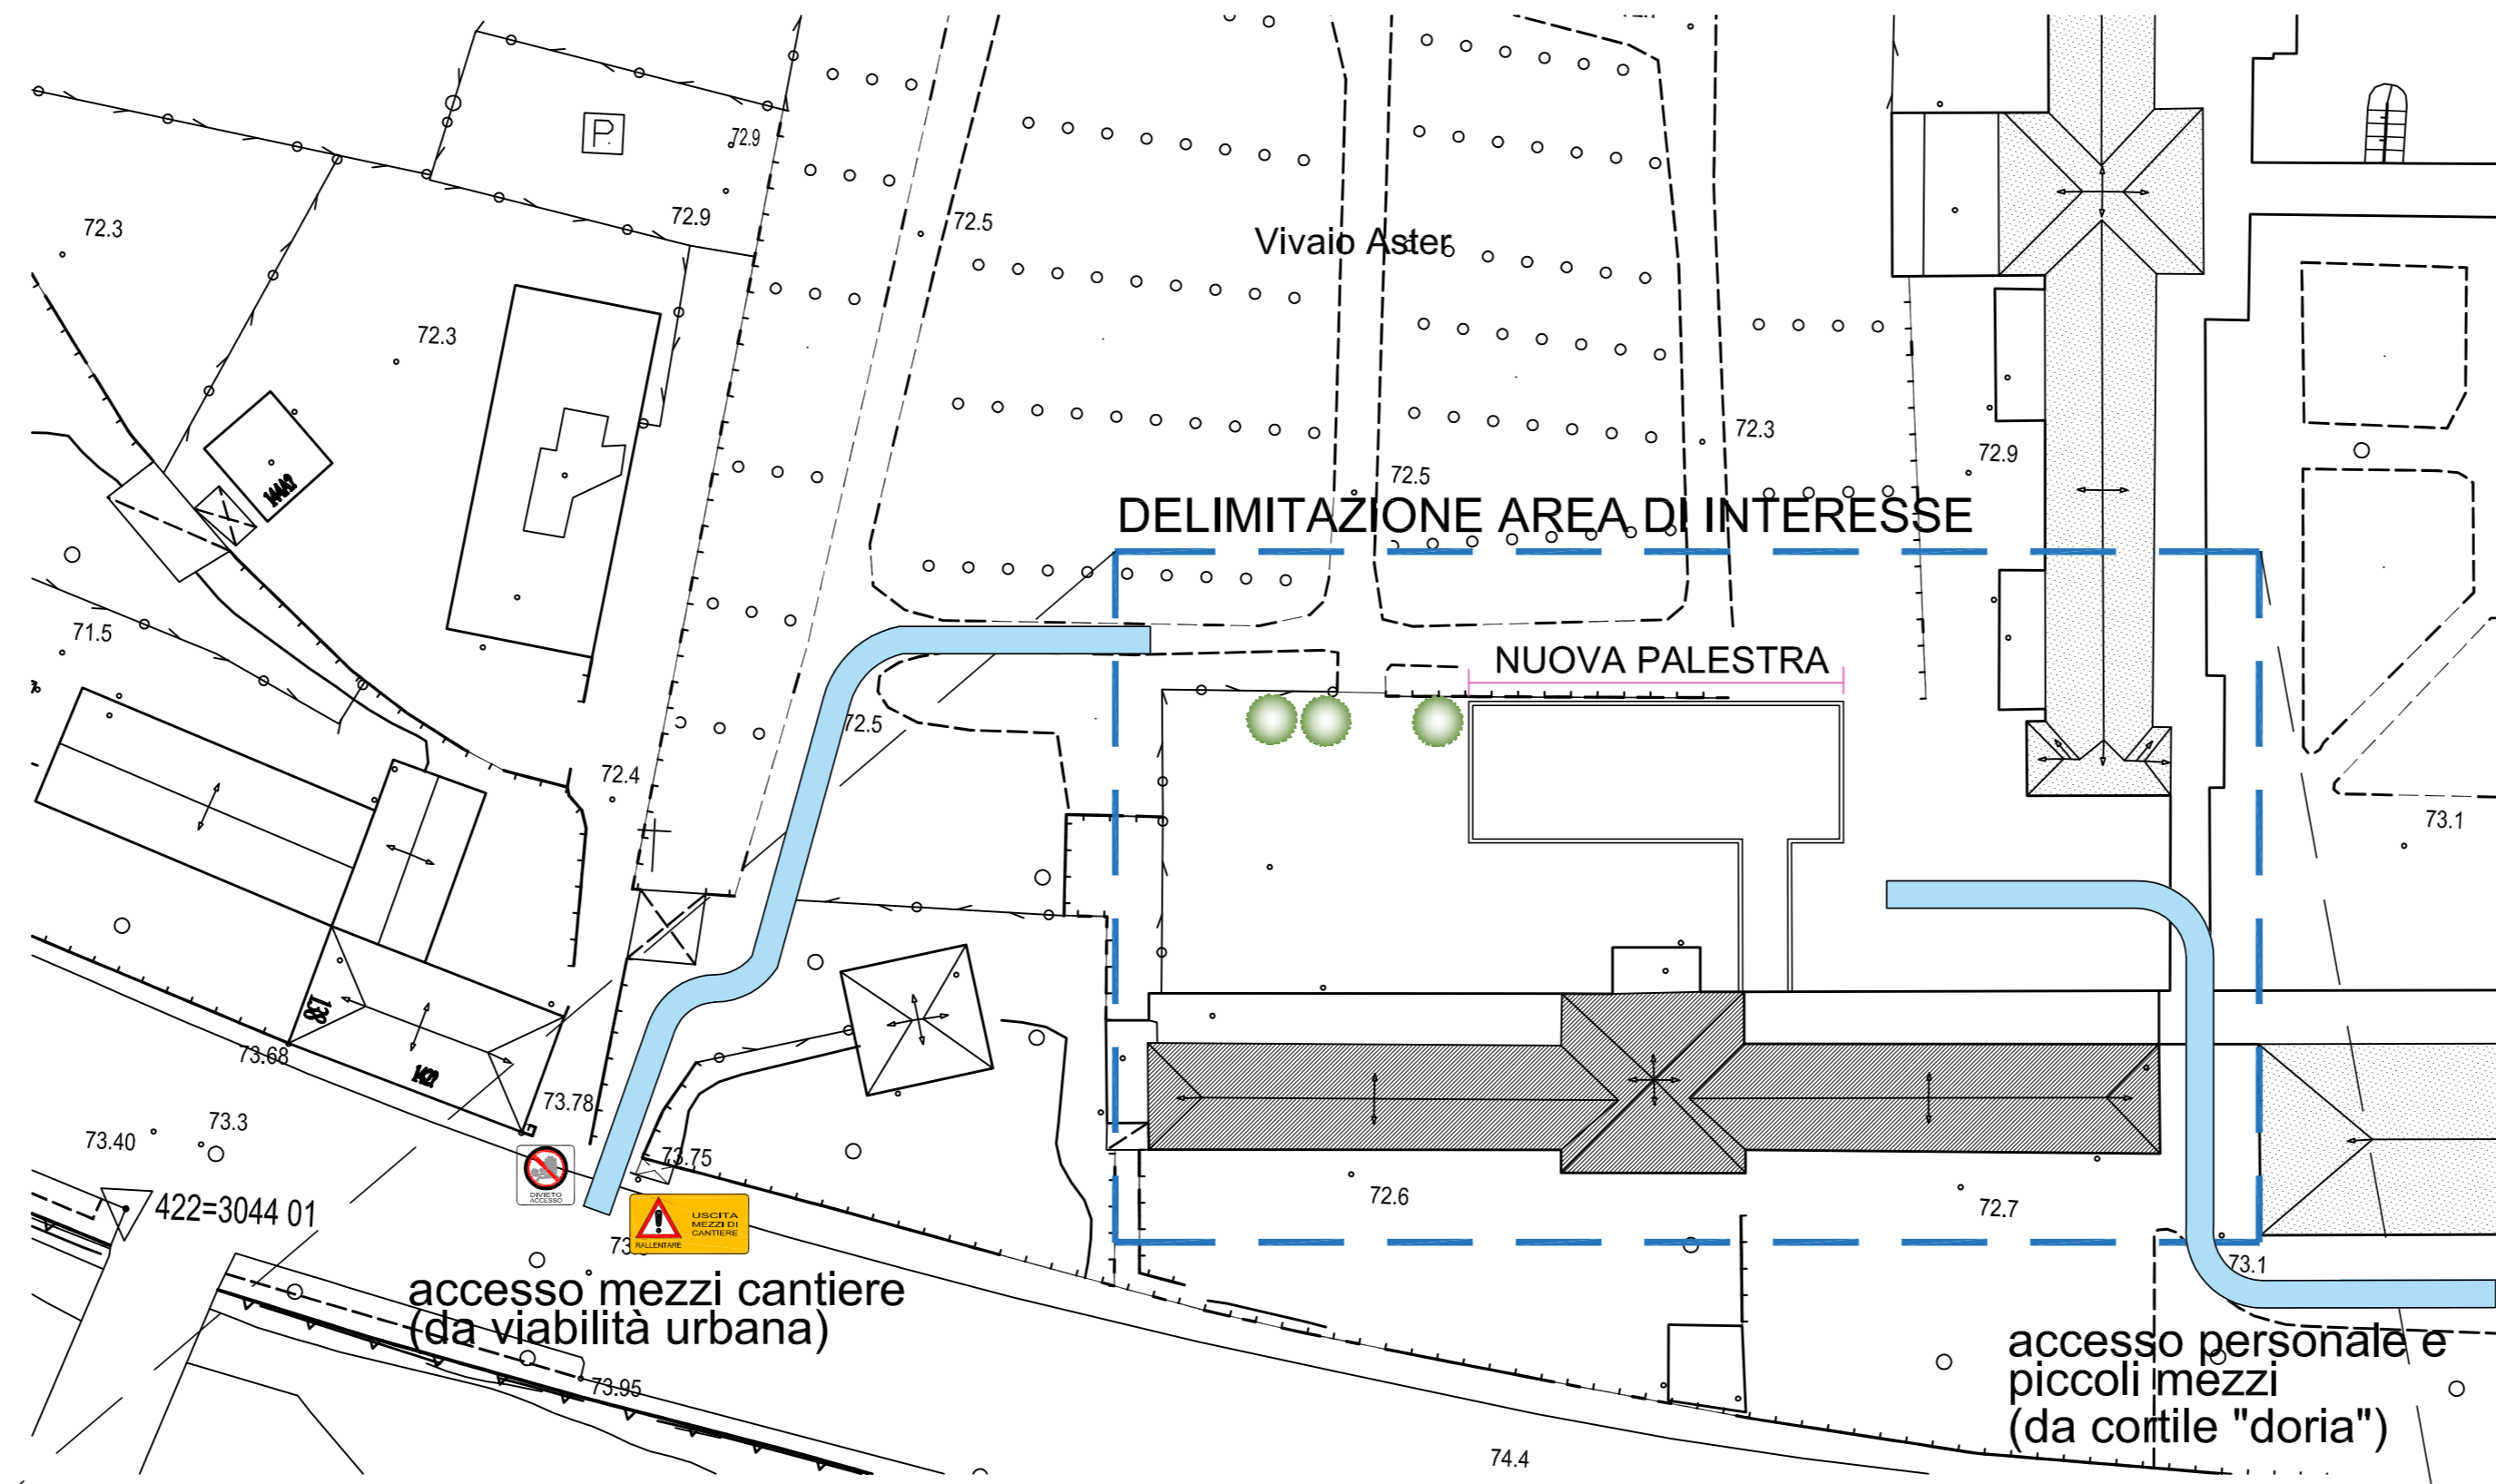 P
72.9
72.3
72.9
72.5
Vivaio Aster
72.3
72.3
72.9
72.5
DELIMITAZIONE AREA DI INTERESSE
71.5
NUOVA PALESTRA
72.5
72.4
73.1
138
73.68
142?
73.78
73.3
73.40
73.75
DIVIETO
ACCESSO
422=3044 01
USCITA
MEZZI DI
CANTIERE
RALLENTARE
72.6
72.7
73.1
accesso mezzi cantiere
(da viabilità urbana)
accesso personale e
piccoli mezzi
(da cortile "doria")
73.95
74.4